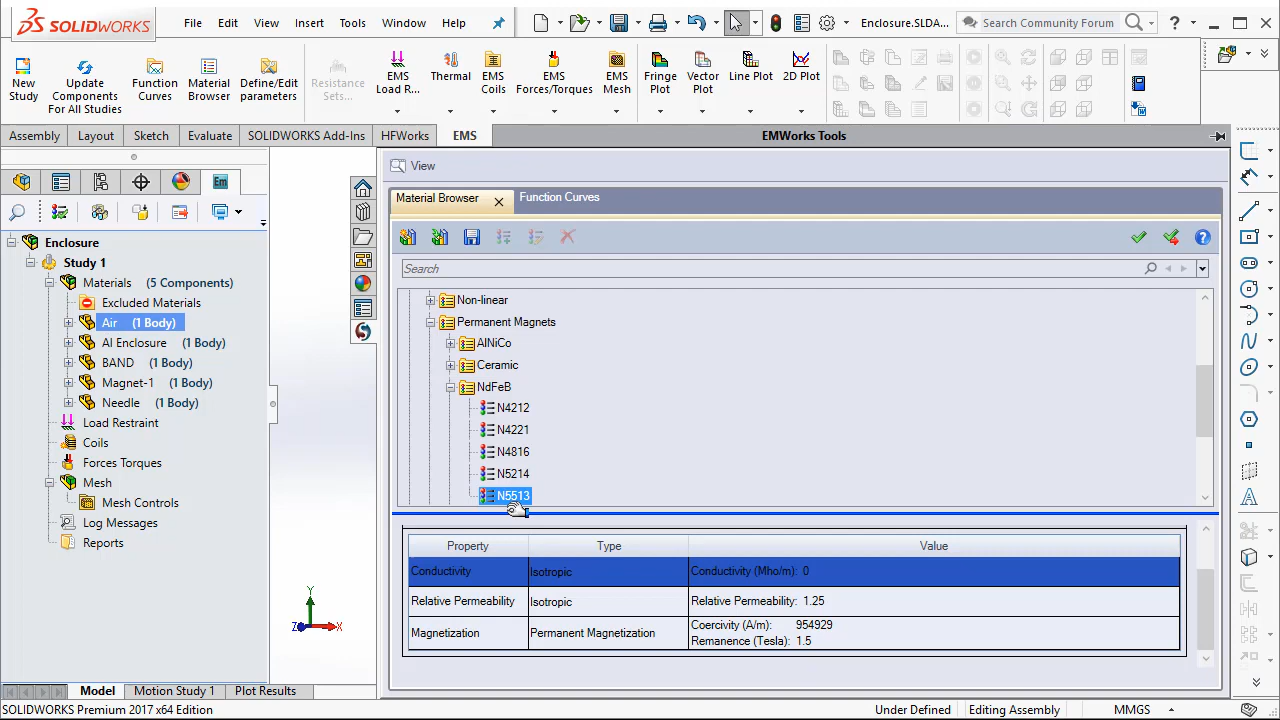 SOLIDWORKS
File Edit View Insert Tools Window Help
Enclosure.SLDA...
Search Community Forum
New Study
Update Components For All Studies
Function Curves
Material Browser
Define/Edit parameters
Resistance Sets...
EMS Load R...
Thermal
EMS Coils
EMS Forces/Torques
EMS Mesh
Fringe Plot
Vector Plot
Line Plot
2D Plot
Assembly Layout Sketch Evaluate SOLIDWORKS Add-Ins HFWorks EMS
EMWorks Tools
View
Material Browser
Function Curves
Search
Enclosure
Study 1
Materials (5 Components)
Excluded Materials
Air (1 Body)
Al Enclosure (1 Body)
BAND (1 Body)
Magnet-1 (1 Body)
Needle (1 Body)
Load Restraint
Coils
Forces Torques
Mesh
Mesh Controls
Log Messages
Reports
Non-linear
Permanent Magnets
AlNiCo
Ceramic
NdFeB
N4212
N4221
N4816
N5214
N5513
Property Type Value
Conductivity Isotropic Conductivity (Mho/m): 0
Relative Permeability Isotropic Relative Permeability: 1.25
Magnetization Permanent Magnetization Coercivity (A/m): 954929
Remanence (Tesla): 1.5
Y
Z X
Model Motion Study 1 Plot Results
SOLIDWORKS Premium 2017 x64 Edition
Under Defined Editing Assembly MMGS